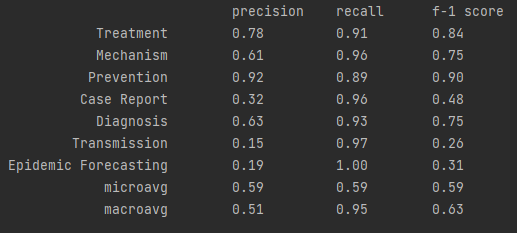 precision recall f-1 score
Treatment 0.78 0.91 0.84
Mechanism 0.61 0.96 0.75
Prevention 0.92 0.89 0.90
Case Report 0.32 0.96 0.48
Diagnosis 0.63 0.93 0.75
Transmission 0.15 0.97 0.26
Epidemic Forecasting 0.19 1.00 0.31
microavg 0.59 0.59 0.59
macroavg 0.51 0.95 0.63